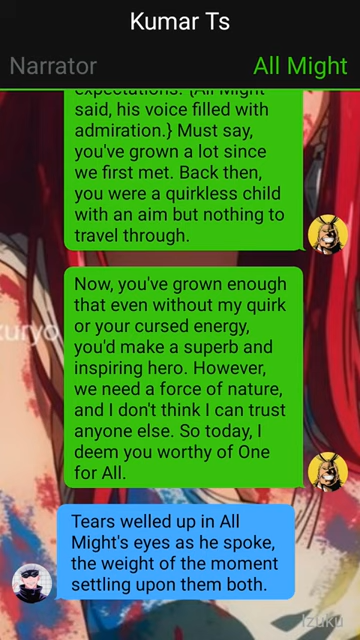 Kumar Ts
Narrator
All Might
expectations. {All Might
said, his voice filled with
admiration.} Must say,
you've grown a lot since
we first met. Back then,
you were a quirkless child
with an aim but nothing to
travel through.
Now, you've grown enough
that even without my quirk
or your cursed energy,
you'd make a superb and
inspiring hero. However,
we need a force of nature,
and I don't think I can trust
anyone else. So today, I
deem you worthy of One
for All.
Tears welled up in All
Might's eyes as he spoke,
the weight of the moment
settling upon them both.
Izuku